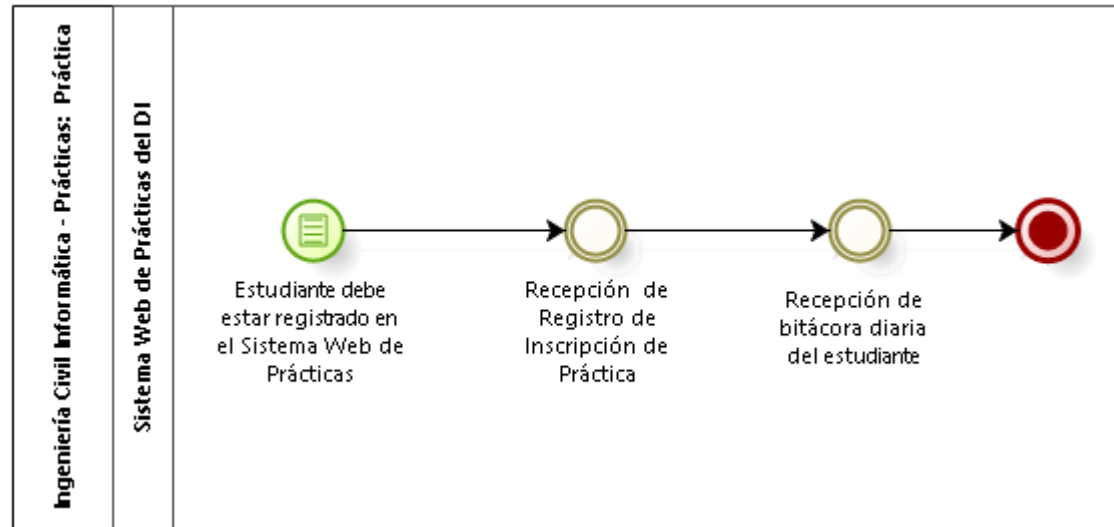 Ingeniería Civil Informática - Prácticas: Práctica
Sistema Web de Prácticas del DI
Estudiante debe
estar registrado en
el Sistema Web de
Prácticas
Recepción de
Registro de
Inscripción de
Práctica
Recepción de
bitácora diaria
del estudiante